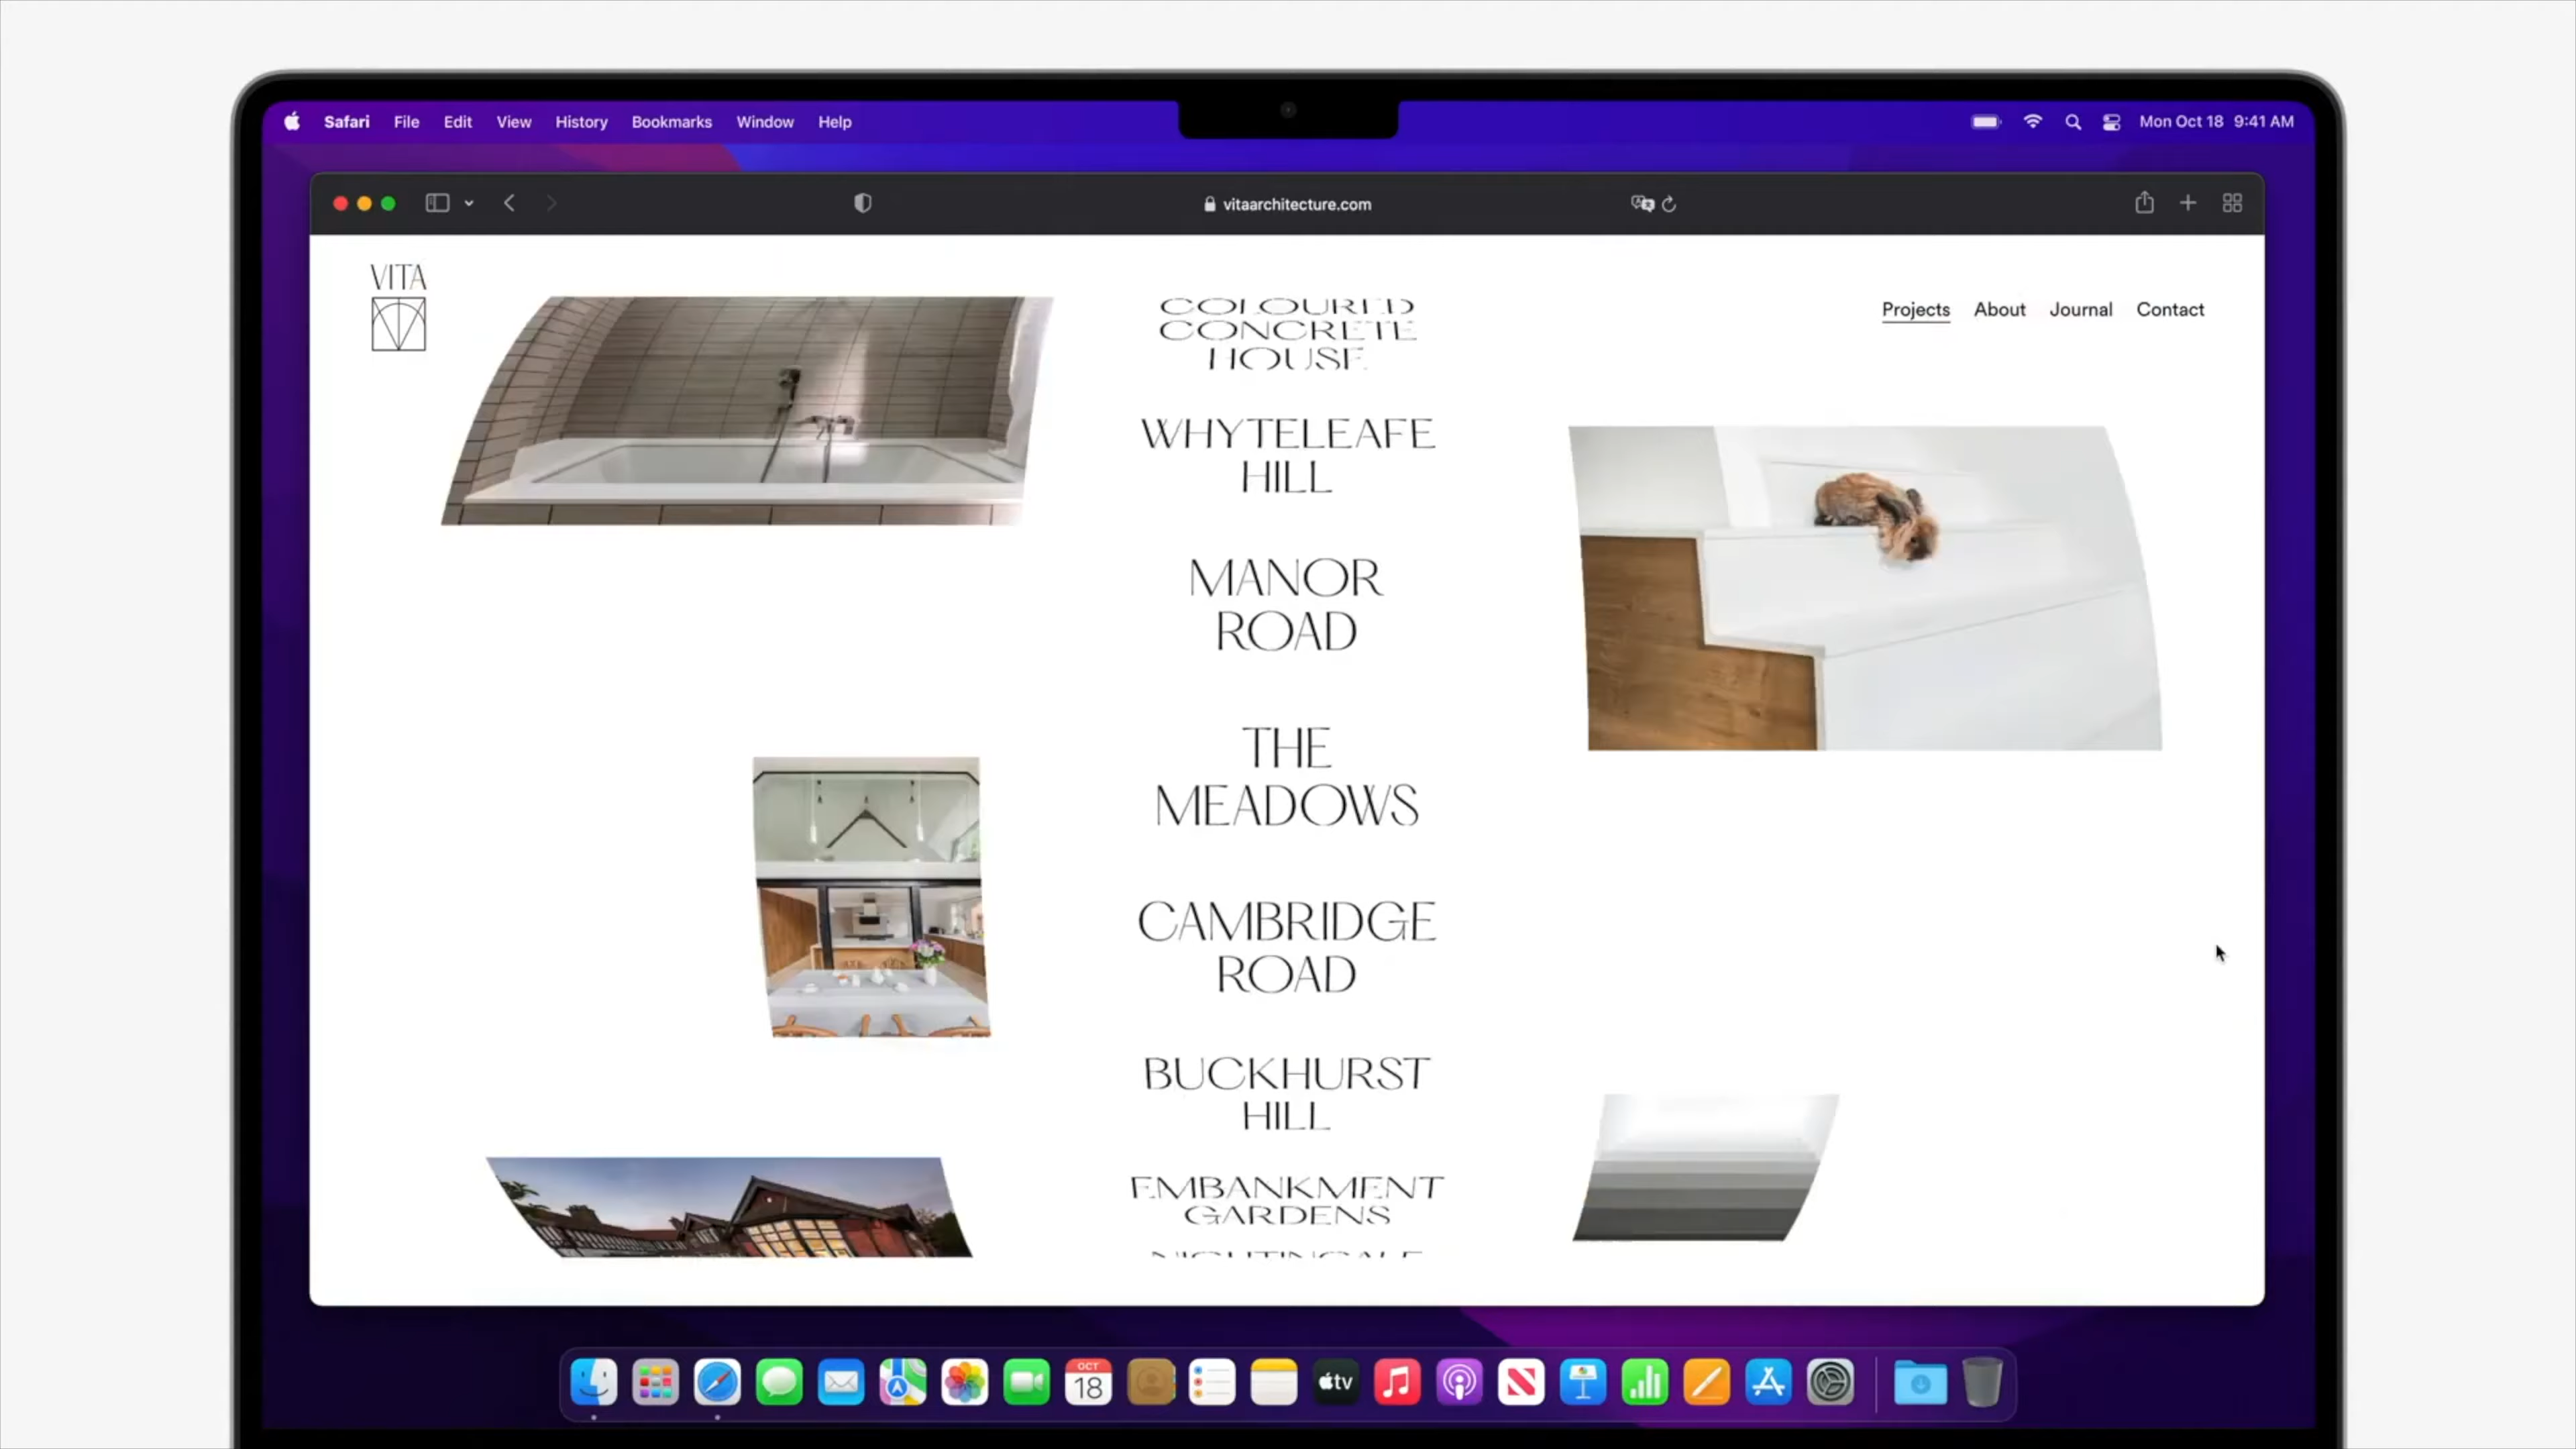 Safari File Edit View History Bookmarks Window Help
Mon Oct 18 9:41 AM
vitaarchitecture.com
VITA
Projects About Journal Contact
COLOURED
CONCRETE
HOUSE
WHYTELEAFE
HILL
MANOR
ROAD
THE
MEADOWS
CAMBRIDGE
ROAD
BUCKHURST
HILL
EMBANKMENT
GARDENS
OCT
18
tv